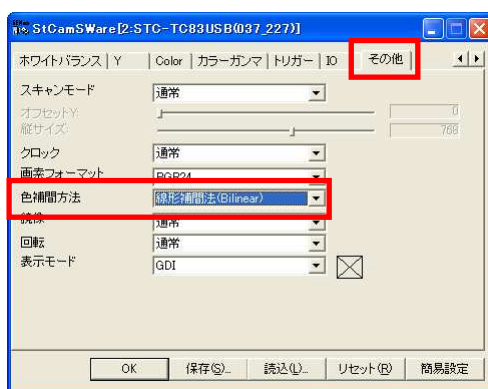 StCamSWare[2:STC-TC83USB(037_227)]
ホワイトバランス Y Color カラーガンマ トリガー IO その他
スキャンモード 通常
オフセットY: 0
縦サイズ: 768
クロック 通常
画素フォーマット RGB24
色補間方法 線形補間法(Bilinear)
鏡像 通常
回転 通常
表示モード GDI
OK 保存(S)... 読込(L)... リセット(R) 簡易設定